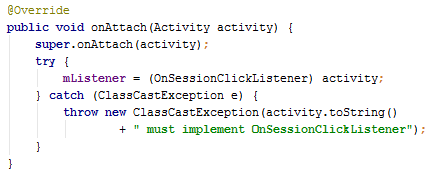 @Override
public void onAttach(Activity activity) {
    super.onAttach(activity);
    try {
        mListener = (OnSessionClickListener) activity;
    } catch (ClassCastException e) {
        throw new ClassCastException(activity.toString()
                + " must implement OnSessionClickListener");
    }
}